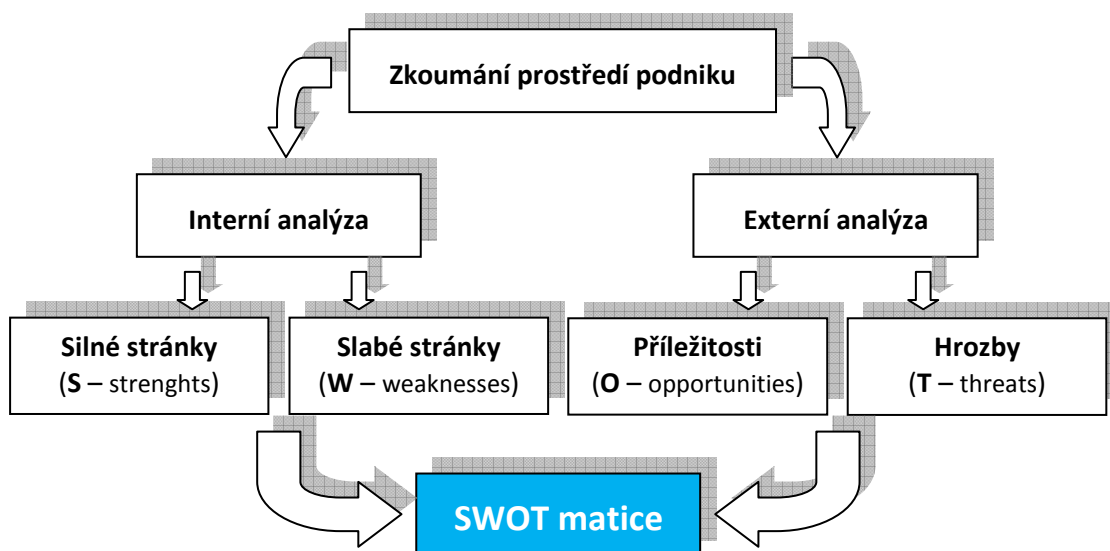 Zkoumání prostředí podniku
Interní analýza
Externí analýza
Silné stránky
(S – strenghts)
Slabé stránky
(W – weaknesses)
Příležitosti
(O – opportunities)
Hrozby
(T – threats)
SWOT matice